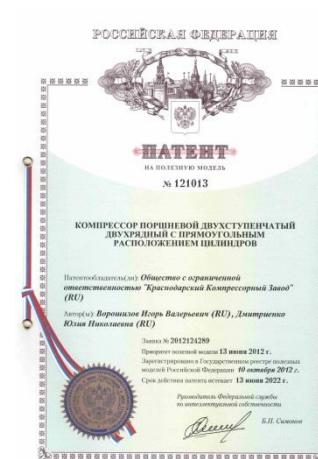 РОССИЙСКАЯ ФЕДЕРАЦИЯ
ПАТЕНТ
НА ПОЛЕЗНУЮ МОДЕЛЬ
№ 121013
КОМПРЕССОР ПОРШНЕВОЙ ДВУХСТУПЕНЧАТЫЙ
ДВУХРЯДНЫЙ С ПРЯМОУГОЛЬНЫМ
РАСПОЛОЖЕНИЕМ ЦИЛИНДРОВ
Патентообладатель(ли): Общество с ограниченной
ответственностью "Краснодарский Компрессорный Завод"
(RU)
Автор(ы): Ворошилов Игорь Валерьевич (RU), Дмитриенко
Юлия Николаевна (RU)
Заявка № 2012124289
Приоритет полезной модели 13 июня 2012 г.
Зарегистрировано в Государственном реестре полезных
моделей Российской Федерации 10 октября 2012 г.
Срок действия патента истекает 13 июня 2022 г.
Руководитель Федеральной службы
по интеллектуальной собственности
Б.П. Симонов